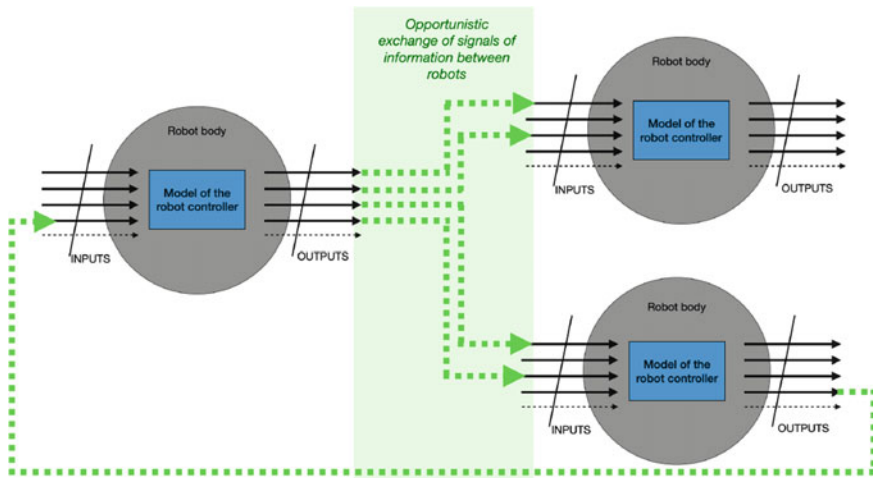 Opportunistic
exchange of signals of
information between
robots
Robot body
Model of the
robot controller
INPUTS
OUTPUTS
Robot body
Model of the
robot controller
INPUTS
OUTPUTS
Robot body
Model of the
robot controller
INPUTS
OUTPUTS